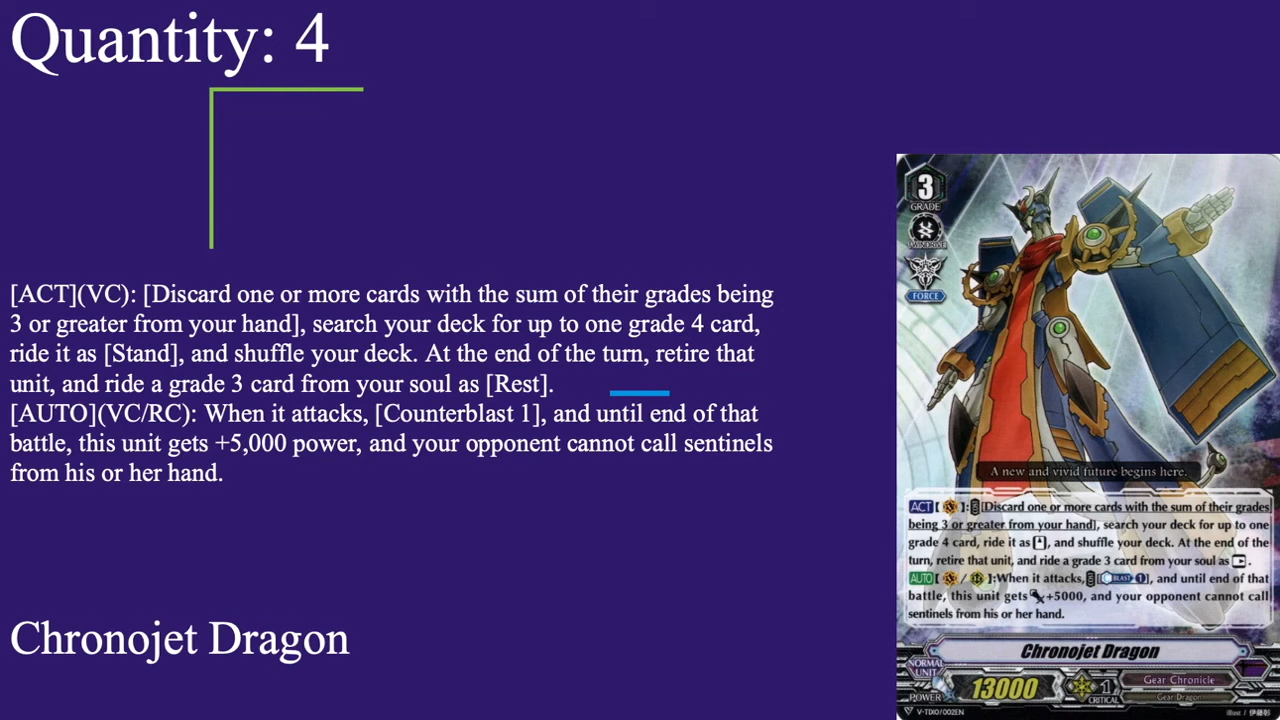 Quantity: 4
[ACT](VC): [Discard one or more cards with the sum of their grades being
3 or greater from your hand], search your deck for up to one grade 4 card,
ride it as [Stand], and shuffle your deck. At the end of the turn, retire that
unit, and ride a grade 3 card from your soul as [Rest].
[AUTO](VC/RC): When it attacks, [Counterblast 1], and until end of that
battle, this unit gets +5,000 power, and your opponent cannot call sentinels
from his or her hand.
Chronojet Dragon
3
GRADE
TWINDRIVE
FORCE
A new and vivid future begins here.
ACT[ ]:[Discard one or more cards with the sum of their grades
being 3 or greater from your hand], search your deck for up to one
grade 4 card, ride it as , and shuffle your deck. At the end of the
turn, retire that unit, and ride a grade 3 card from your soul as .
AUTO[ / ]:When it attacks,[ BLAST 1], and until end of that
battle, this unit gets +5000, and your opponent cannot call
sentinels from his or her hand.
Chronojet Dragon
NORMAL UNIT
POWER 13000 1 CRITICAL
Gear Chronicle
Gear Dragon
V-TD10/002EN illust / 伊藤彰